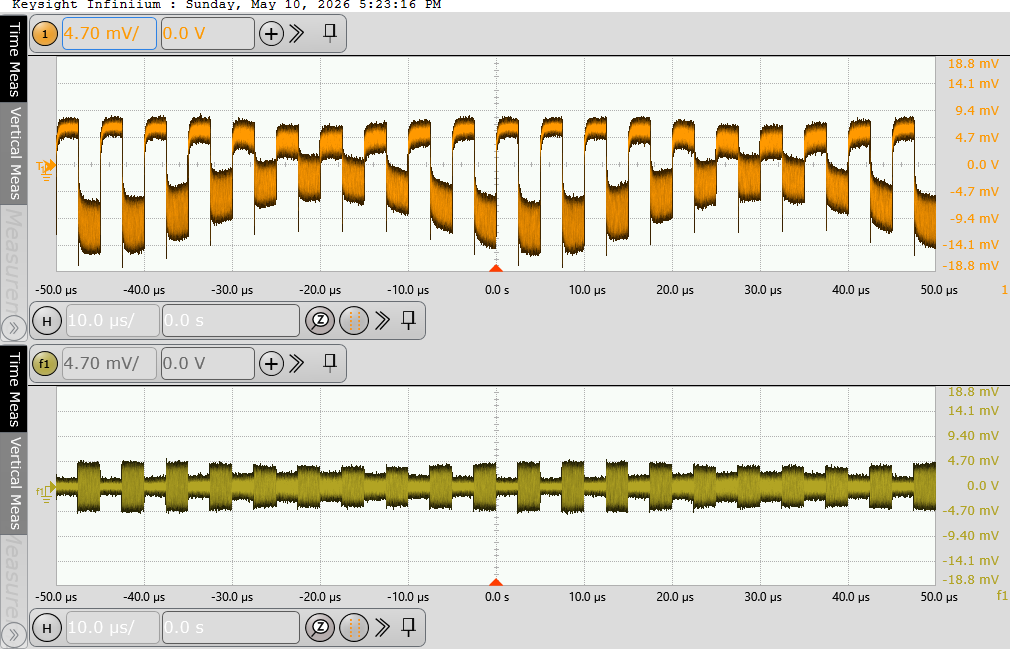 Keysight Infiniium : Sunday, May 10, 2026 5:23:16 PM
Time Meas
Vertical Meas
Measurem
1 4.70 mV/ 0.0 V
18.8 mV
14.1 mV
9.4 mV
4.7 mV
0.0 V
-4.7 mV
-9.4 mV
-14.1 mV
-18.8 mV
-50.0 µs -40.0 µs -30.0 µs -20.0 µs -10.0 µs 0.0 s 10.0 µs 20.0 µs 30.0 µs 40.0 µs 50.0 µs 1
H 10.0 µs/ 0.0 s Z
Time Meas
Vertical Meas
Measure
f1 4.70 mV/ 0.0 V
18.8 mV
14.1 mV
9.40 mV
4.70 mV
0.0 V
-4.70 mV
-9.40 mV
-14.1 mV
-18.8 mV
f1
-50.0 µs -40.0 µs -30.0 µs -20.0 µs -10.0 µs 0.0 s 10.0 µs 20.0 µs 30.0 µs 40.0 µs 50.0 µs f1
H 10.0 µs/ 0.0 s Z